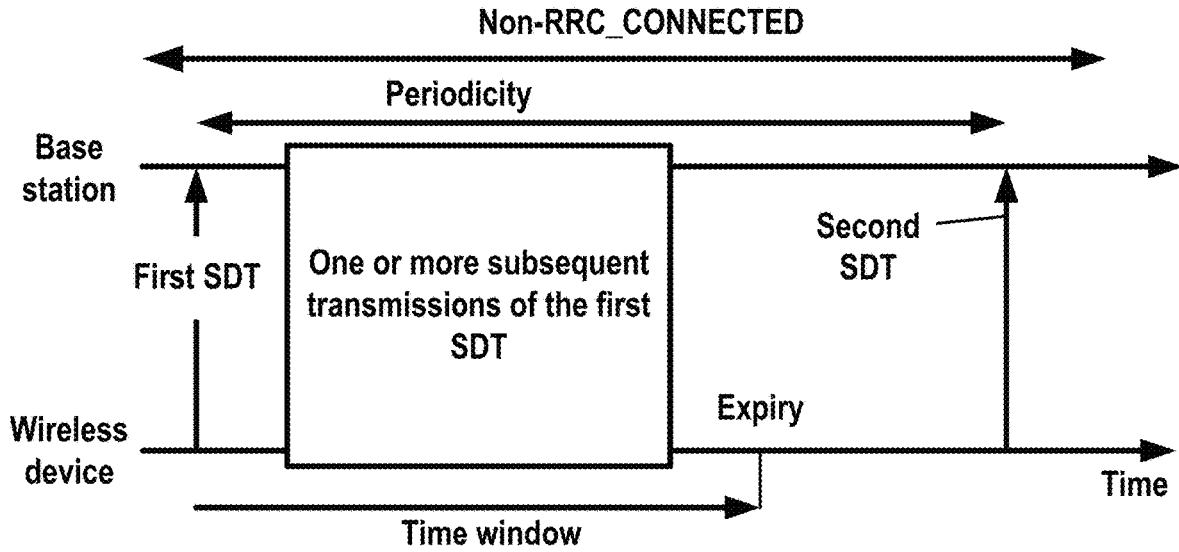 Non-RRC_CONNECTED
Periodicity
Base
station
First SDT
One or more subsequent
transmissions of the first
SDT
Second
SDT
Expiry
Wireless
device
Time
Time window